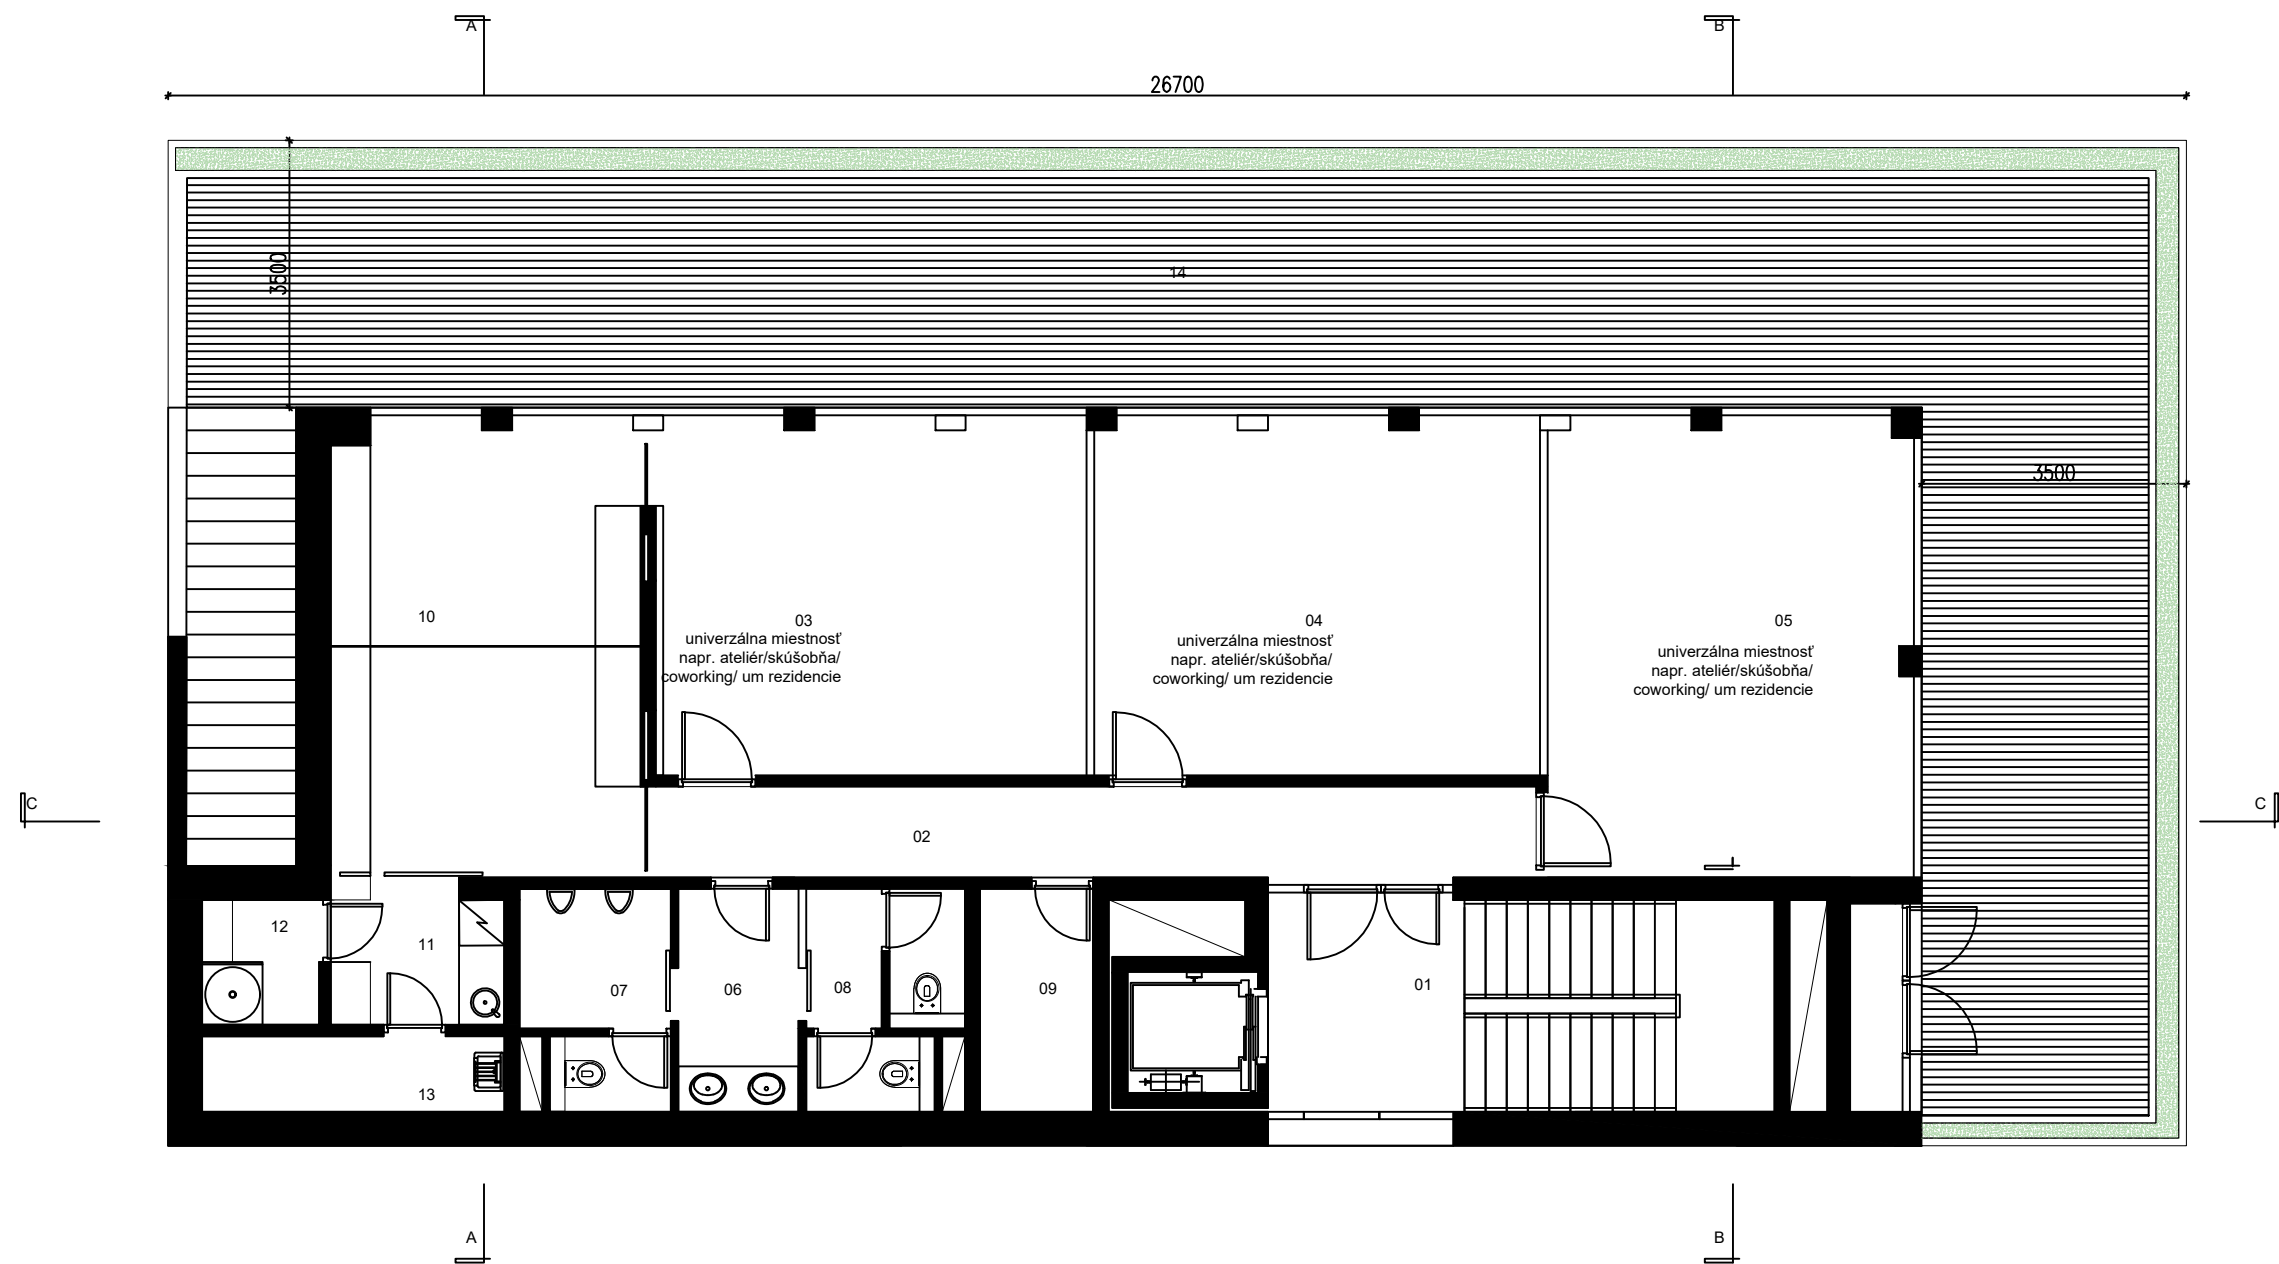 A
B
26700
3500
14
3500
10
03
univerzálna miestnosť
napr. ateliér/skúšobňa/
coworking/ um rezidencie
04
univerzálna miestnosť
napr. ateliér/skúšobňa/
coworking/ um rezidencie
05
univerzálna miestnosť
napr. ateliér/skúšobňa/
coworking/ um rezidencie
C
C
02
12
11
07
06
08
09
01
13
A
B